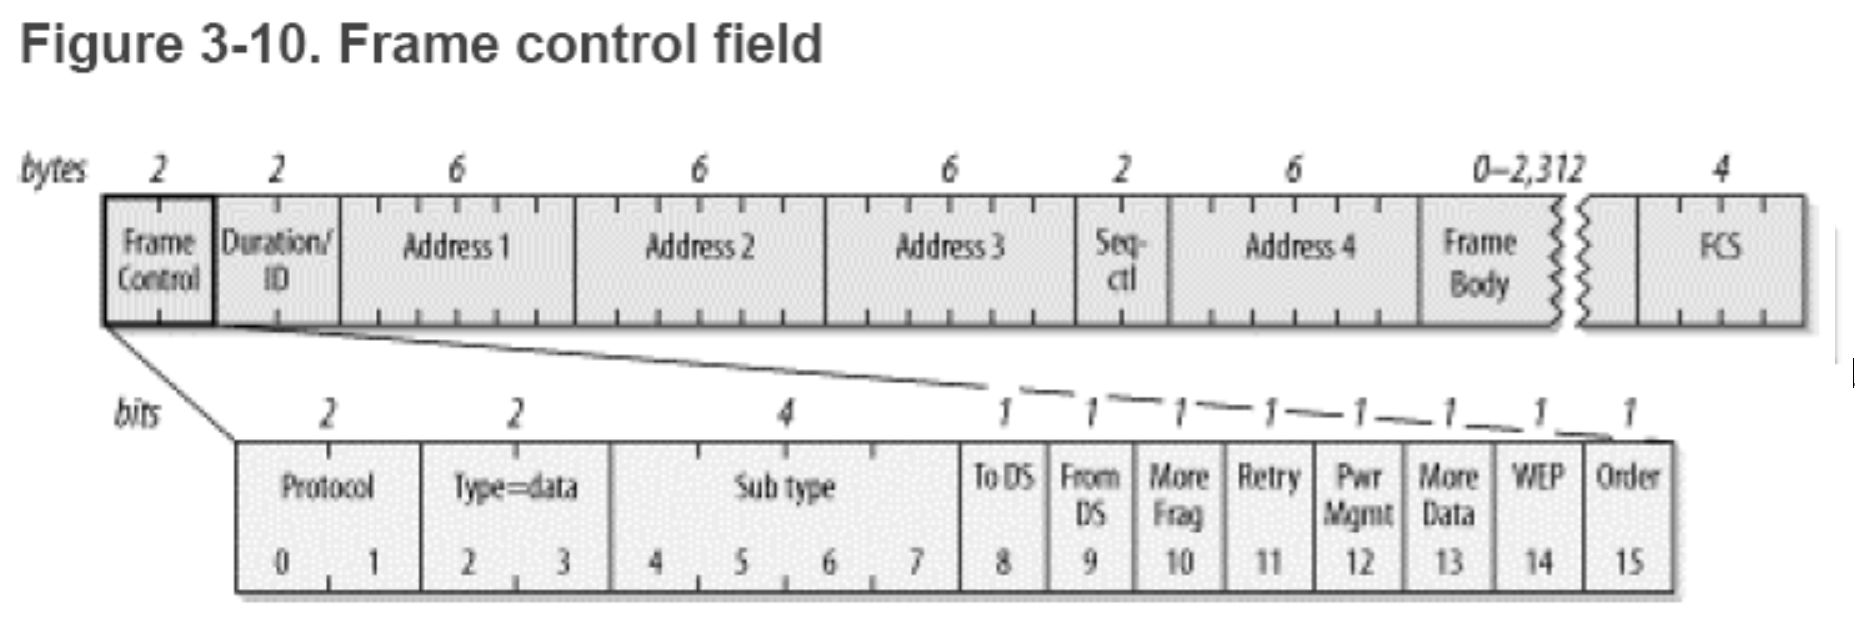 Figure 3-10. Frame control field
bytes 2 2 6 6 6 2 6 0–2,312 4
Frame Control Duration/ ID Address 1 Address 2 Address 3 Seq- ctl Address 4 Frame Body FCS
bits 2 2 4 1 1 1 1 1 1 1 1
Protocol Type=data Sub type To DS From DS More Frag Retry Pwr Mgmt More Data WEP Order
0 1 2 3 4 5 6 7 8 9 10 11 12 13 14 15